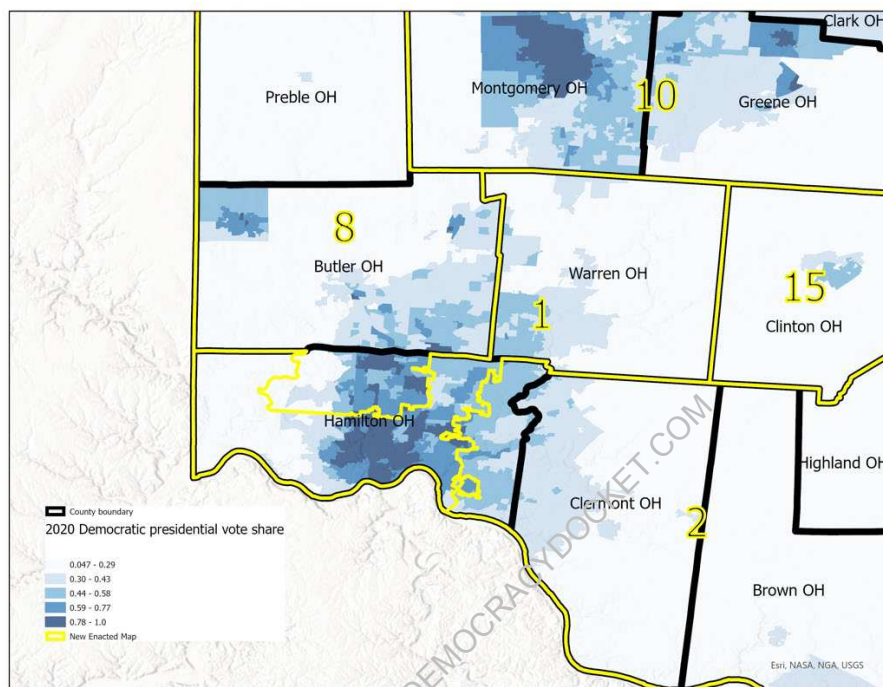 Clark OH
Montgomery OH
Preble OH
10
Greene OH
8
Butler OH
Warren OH
1
15
Clinton OH
Hamilton OH
Highland OH
Clermont OH
2
Brown OH
County boundary
2020 Democratic presidential vote share
0.047 - 0.29
0.30 - 0.43
0.44 - 0.58
0.59 - 0.77
0.78 - 1.0
New Enacted Map
Esri, NASA, NGA, USGS
DEMOCRACYDOCKET.COM